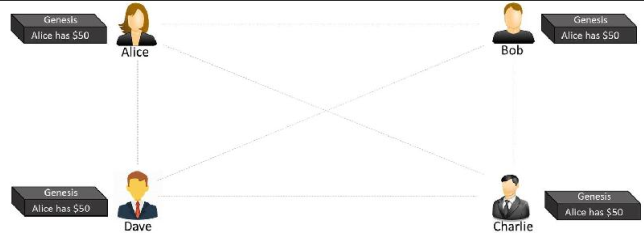 Genesis
Alice has $50
Alice
Bob
Genesis
Alice has $50
Genesis
Alice has $50
Dave
Charlie
Genesis
Alice has $50